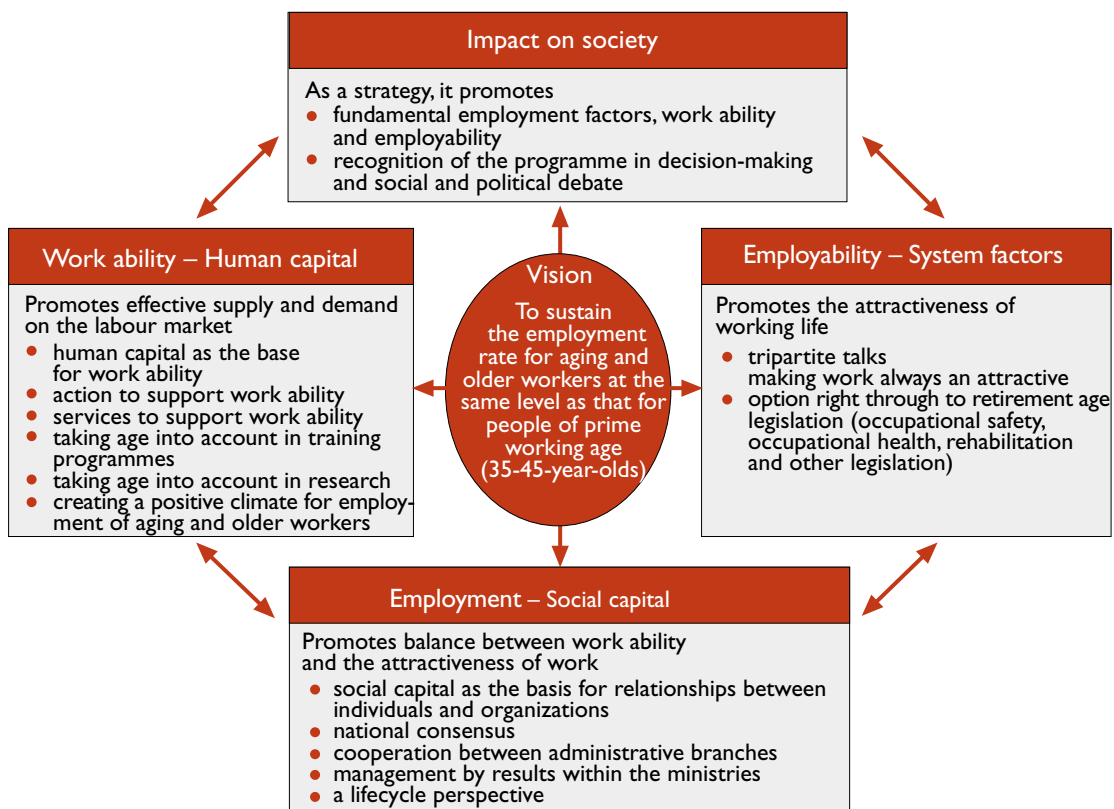 Impact on society
As a strategy, it promotes
• fundamental employment factors, work ability
and employability
• recognition of the programme in decision-making
and social and political debate
Work ability – Human capital
Promotes effective supply and demand
on the labour market
• human capital as the base
for work ability
• action to support work ability
• services to support work ability
• taking age into account in training
programmes
• taking age into account in research
• creating a positive climate for employ-
ment of aging and older workers
Vision
To sustain
the employment
rate for aging and
older workers at the
same level as that for
people of prime
working age
(35-45-year-olds)
Employability – System factors
Promotes the attractiveness of
working life
• tripartite talks
making work always an attractive
• option right through to retirement age
legislation (occupational safety,
occupational health, rehabilitation
and other legislation)
Employment – Social capital
Promotes balance between work ability
and the attractiveness of work
• social capital as the basis for relationships between
individuals and organizations
• national consensus
• cooperation between administrative branches
• management by results within the ministries
• a lifecycle perspective